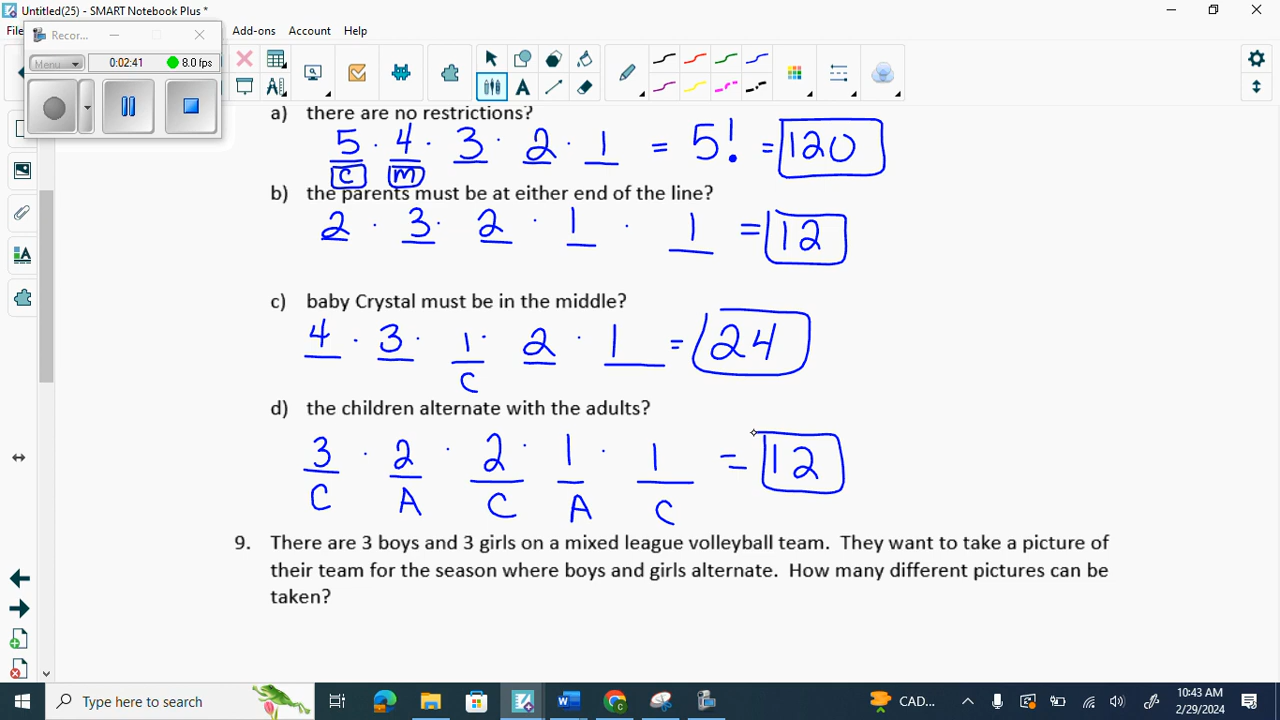 Untitled(25) - SMART Notebook Plus *
File
Add-ons Account Help
Recor...
Menu 0:02:41 8.0 fps
a) there are no restrictions?
5 · 4 · 3 · 2 · 1 = 5! = 120
C M
b) the parents must be at either end of the line?
2 · 3 · 2 · 1 · 1 = 12
c) baby Crystal must be in the middle?
4 · 3 · 1 · 2 · 1 = 24
C
d) the children alternate with the adults?
3 · 2 · 2 · 1 · 1 = 12
C A C A C
9. There are 3 boys and 3 girls on a mixed league volleyball team. They want to take a picture of
their team for the season where boys and girls alternate. How many different pictures can be
taken?
Type here to search
CAD...
10:43 AM
2/29/2024